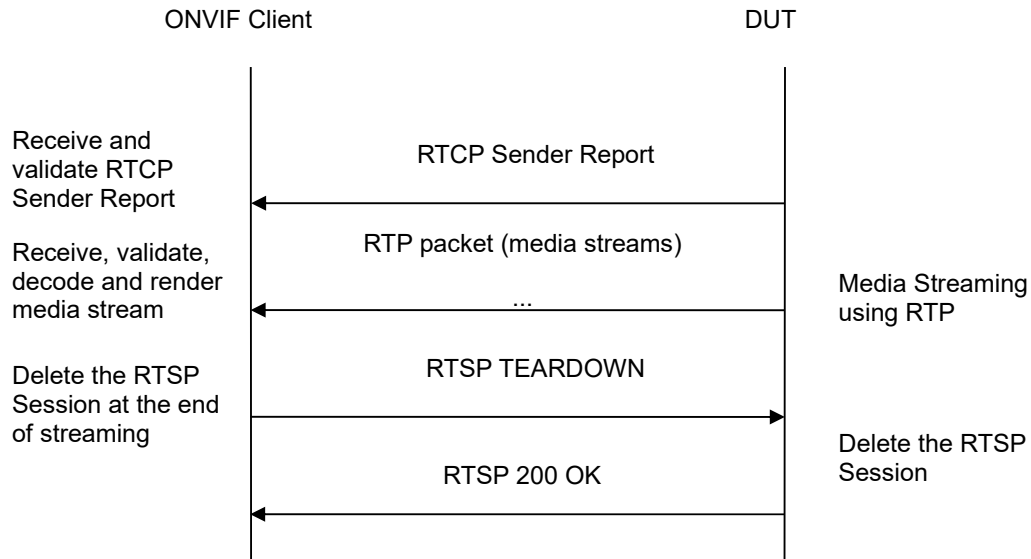 ONVIF Client
DUT
Receive and
validate RTCP
Sender Report
RTCP Sender Report
Receive, validate,
decode and render
media stream
RTP packet (media streams)
...
Media Streaming
using RTP
Delete the RTSP
Session at the end
of streaming
RTSP TEARDOWN
Delete the RTSP
Session
RTSP 200 OK